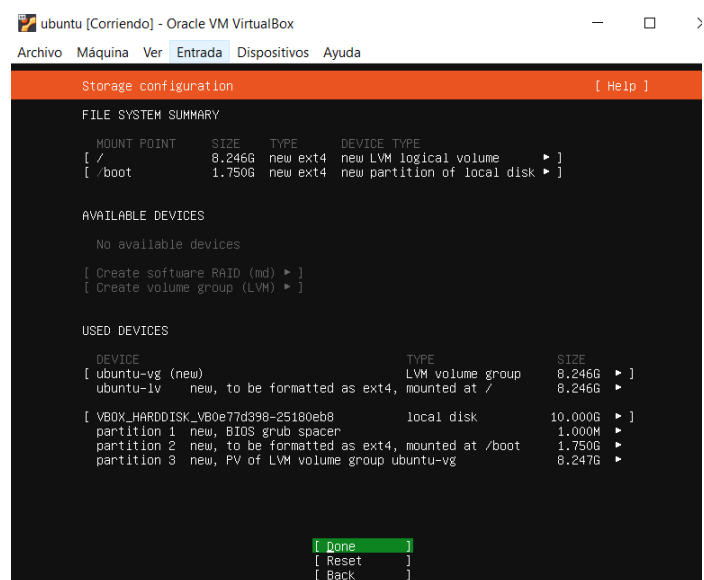 ubuntu [Corriendo] - Oracle VM VirtualBox
Archivo Máquina Ver Entrada Dispositivos Ayuda
Storage configuration [ Help ]
FILE SYSTEM SUMMARY
MOUNT POINT SIZE TYPE DEVICE TYPE
[ / 8.246G new ext4 new LVM logical volume ▸ ]
[ /boot 1.750G new ext4 new partition of local disk ▸ ]
AVAILABLE DEVICES
No available devices
[ Create software RAID (md) ▸ ]
[ Create volume group (LVM) ▸ ]
USED DEVICES
DEVICE TYPE SIZE
[ ubuntu-vg (new) LVM volume group 8.246G ▸ ]
ubuntu-lv new, to be formatted as ext4, mounted at / 8.246G ▸
[ VBOX_HARDDISK_VB0e77d398-25180eb8 local disk 10.000G ▸ ]
partition 1 new, BIOS grub spacer 1.000M ▸
partition 2 new, to be formatted as ext4, mounted at /boot 1.750G ▸
partition 3 new, PV of LVM volume group ubuntu-vg 8.247G ▸
[ Done ]
[ Reset ]
[ Back ]